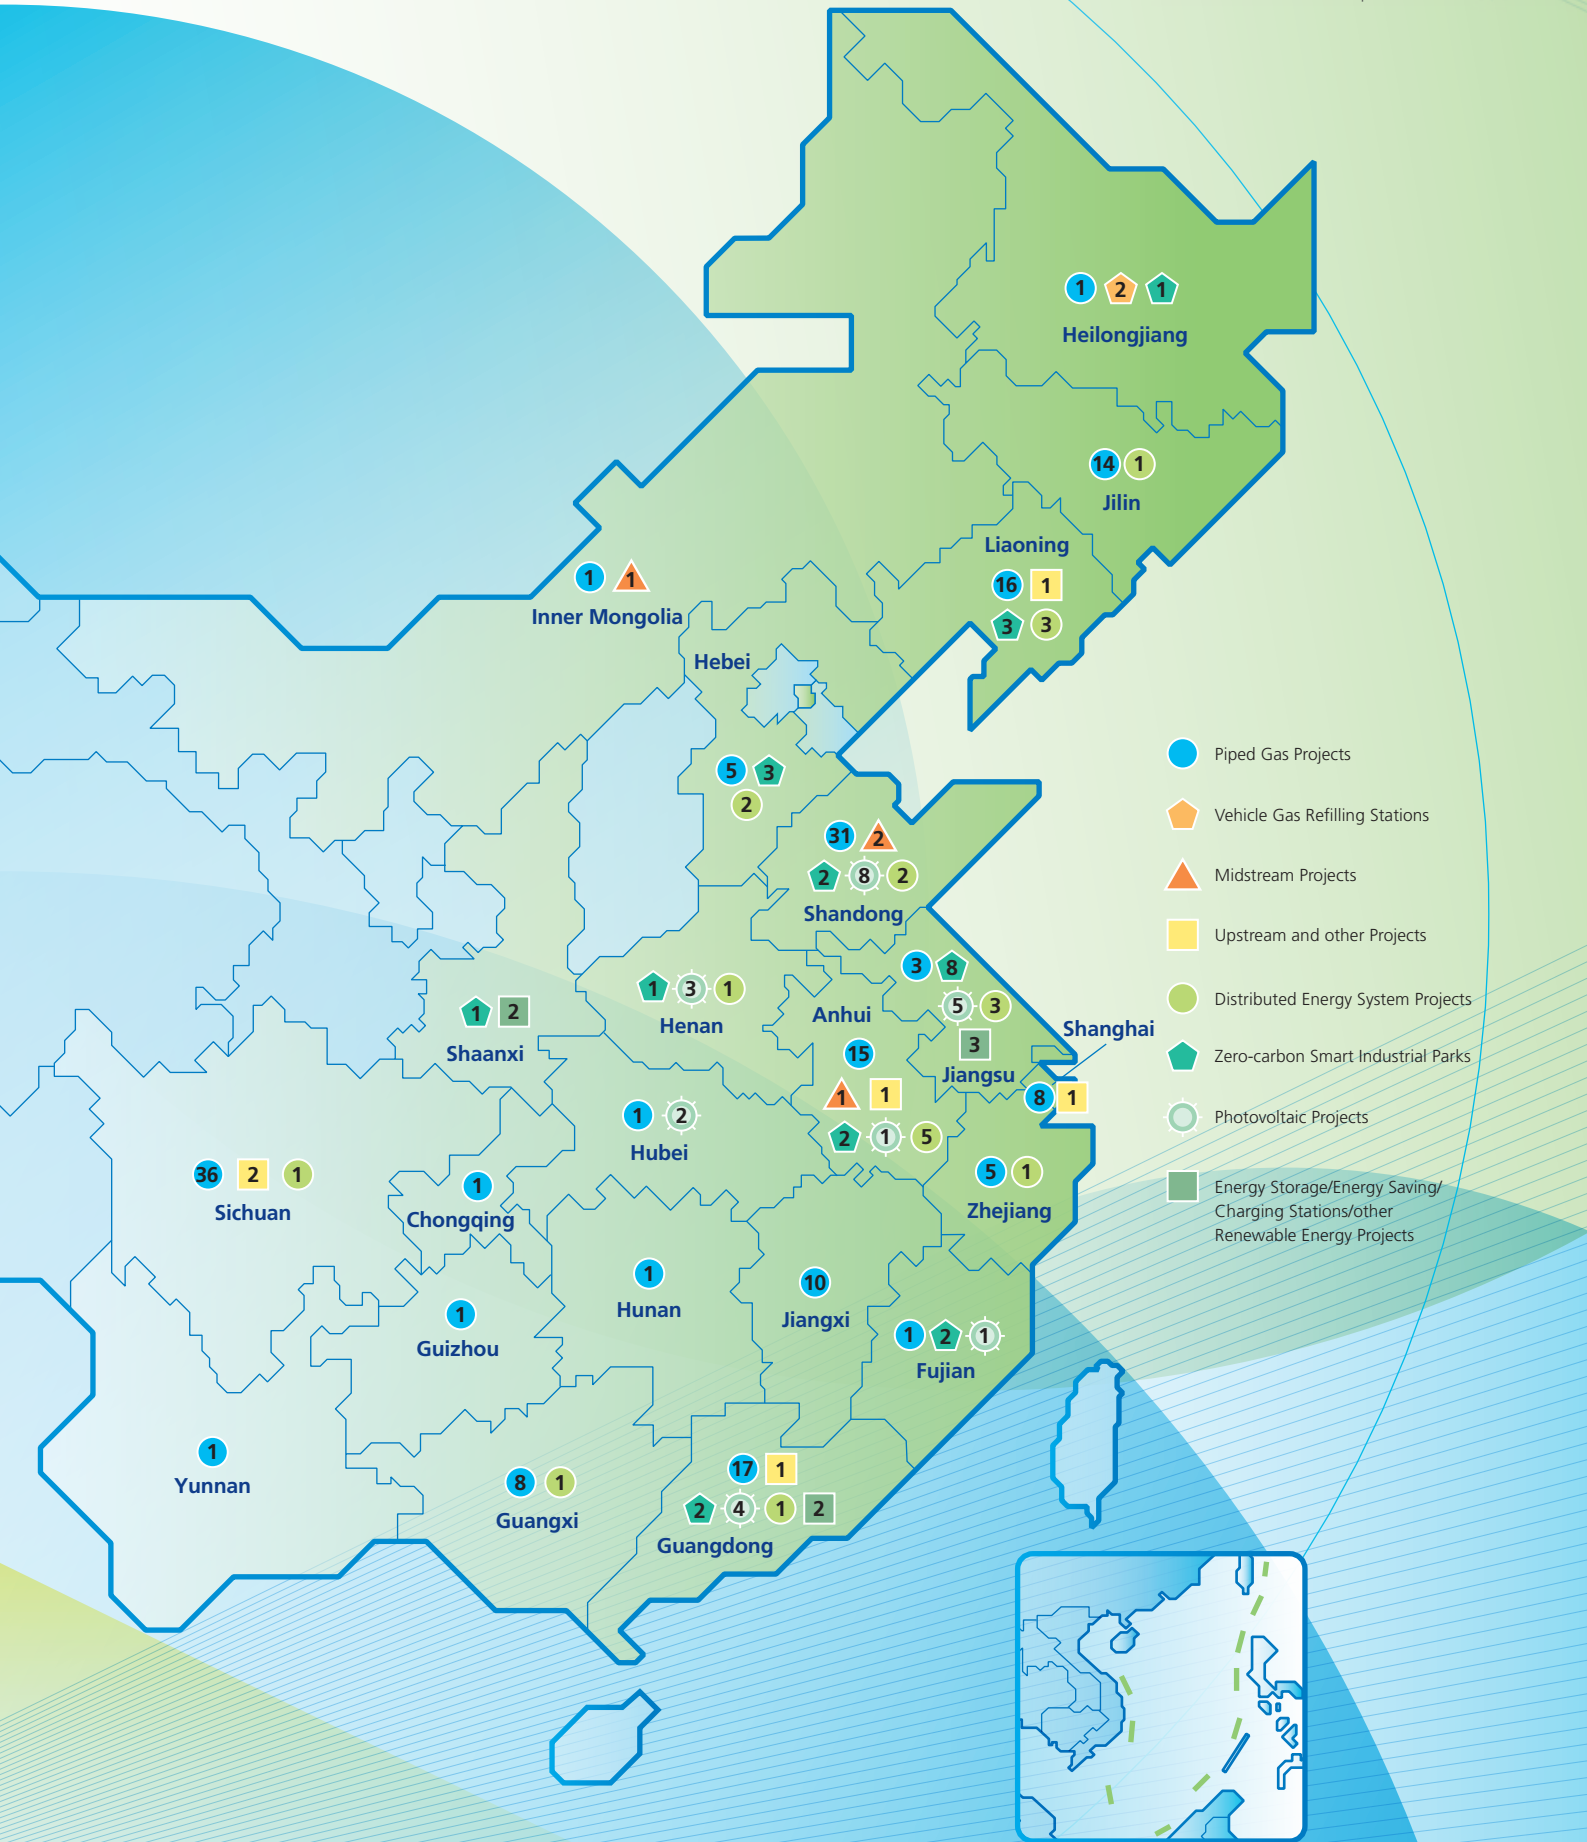 1 2 1
Heilongjiang
14 1
Jilin
Liaoning
16 1
3 3
1 1
Inner Mongolia
Hebei
5 3
2
31 2
2 8 2
Shandong
3 8
5 3
3
Jiangsu
1 3 1
Henan
Anhui
15
1 1
2 1 5
1 2
Shaanxi
Shanghai
8 1
1 2
Hubei
36 2 1
Sichuan
1
Chongqing
5 1
Zhejiang
1
Hunan
10
Jiangxi
1
Guizhou
1 2 1
Fujian
1
Yunnan
8 1
Guangxi
17 1
2 4 1 2
Guangdong
Piped Gas Projects
Vehicle Gas Refilling Stations
Midstream Projects
Upstream and other Projects
Distributed Energy System Projects
Zero-carbon Smart Industrial Parks
Photovoltaic Projects
Energy Storage/Energy Saving/
Charging Stations/other
Renewable Energy Projects